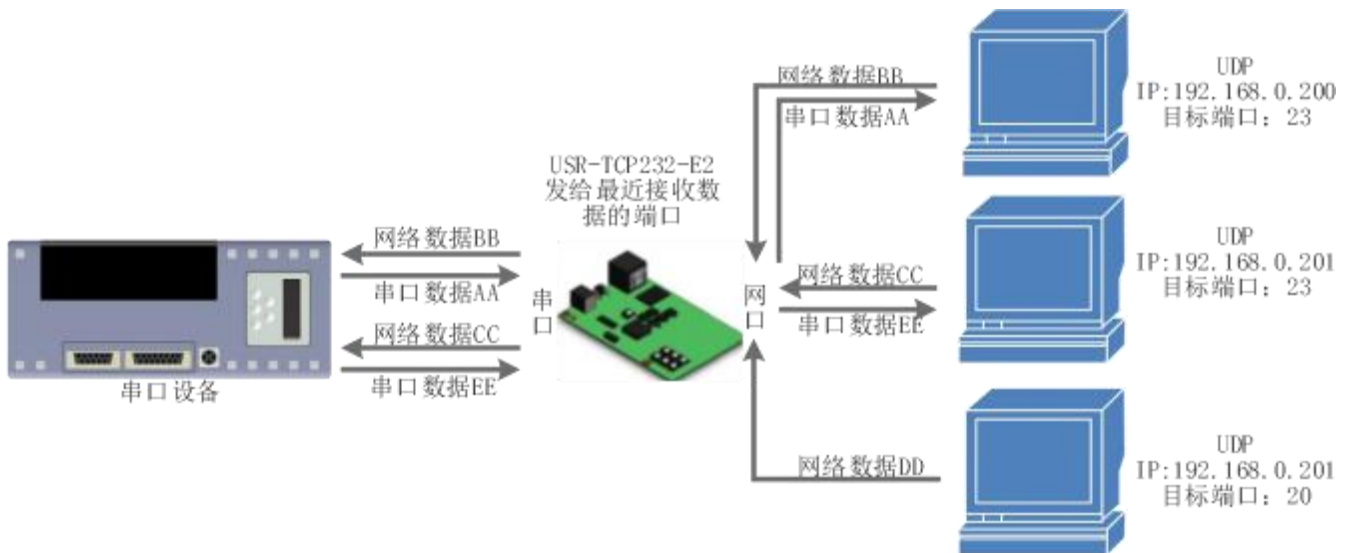 网络数据BB
串口数据AA
UDP
IP:192.168.0.200
目标端口：23
USR-TCP232-E2
发给最近接收数
据的端口
网络数据BB
串口数据AA
网络数据CC
串口数据EE
串口设备
串
口
网
口
网络数据CC
串口数据EE
UDP
IP:192.168.0.201
目标端口：23
网络数据DD
UDP
IP:192.168.0.201
目标端口：20